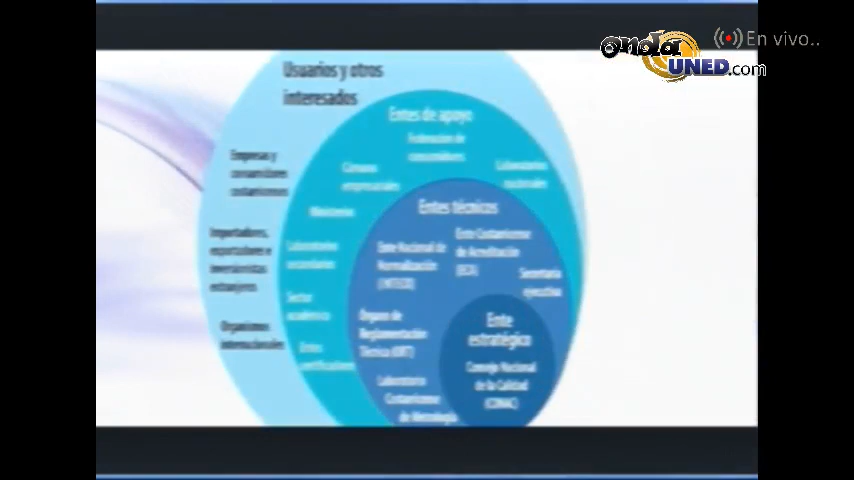 onda
UNED.com
En vivo..
Usuarios y otros
interesados
Entes de apoyo
Federación de
consumidores
Cámaras
empresariales
Laboratorios
nacionales
Empresas y
consumidores
costarricenses
Ministerios
Entes técnicos
Importadores,
exportadores e
inversionistas
extranjeros
Laboratorios
secundarios
Ente Nacional de
Normalización
(INTECO)
Ente Costarricense
de Acreditación
(ECA)
Secretaría
ejecutiva
Sector
académico
Órgano de
Reglamentación
Técnica (ORT)
Organismos
internacionales
Entes
certificadores
Ente
estratégico
Consejo Nacional
de la Calidad
(CONAC)
Laboratorio
Costarricense
de Metrología